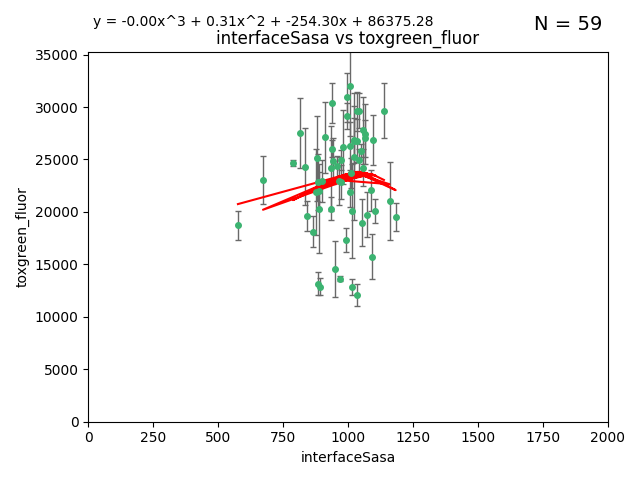 y = -0.00x^3 + 0.31x^2 + -254.30x + 86375.28
N = 59
interfaceSasa vs toxgreen_fluor
35000
30000
25000
20000
15000
10000
5000
0
toxgreen_fluor
0 250 500 750 1000 1250 1500 1750 2000
interfaceSasa